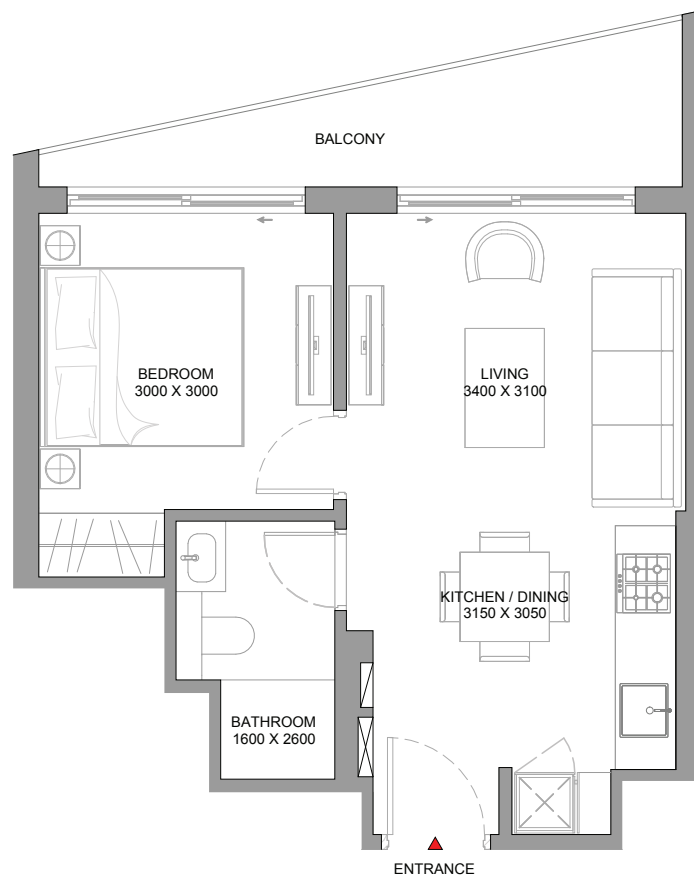 BALCONY
BEDROOM
3000 X 3000
LIVING
3400 X 3100
KITCHEN / DINING
3150 X 3050
BATHROOM
1600 X 2600
ENTRANCE